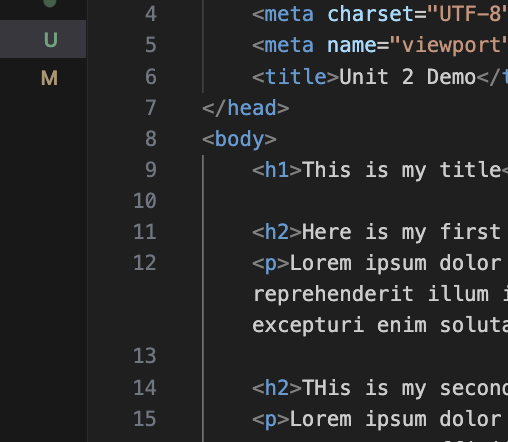 4 <meta charset="UTF-8"
U 5 <meta name="viewport"
M 6 <title>Unit 2 Demo</t
7 </head>
8 <body>
9 <h1>This is my title<
10
11 <h2>Here is my first
12 <p>Lorem ipsum dolor
reprehenderit illum i
excepturi enim soluta
13
14 <h2>THis is my second
15 <p>Lorem ipsum dolor